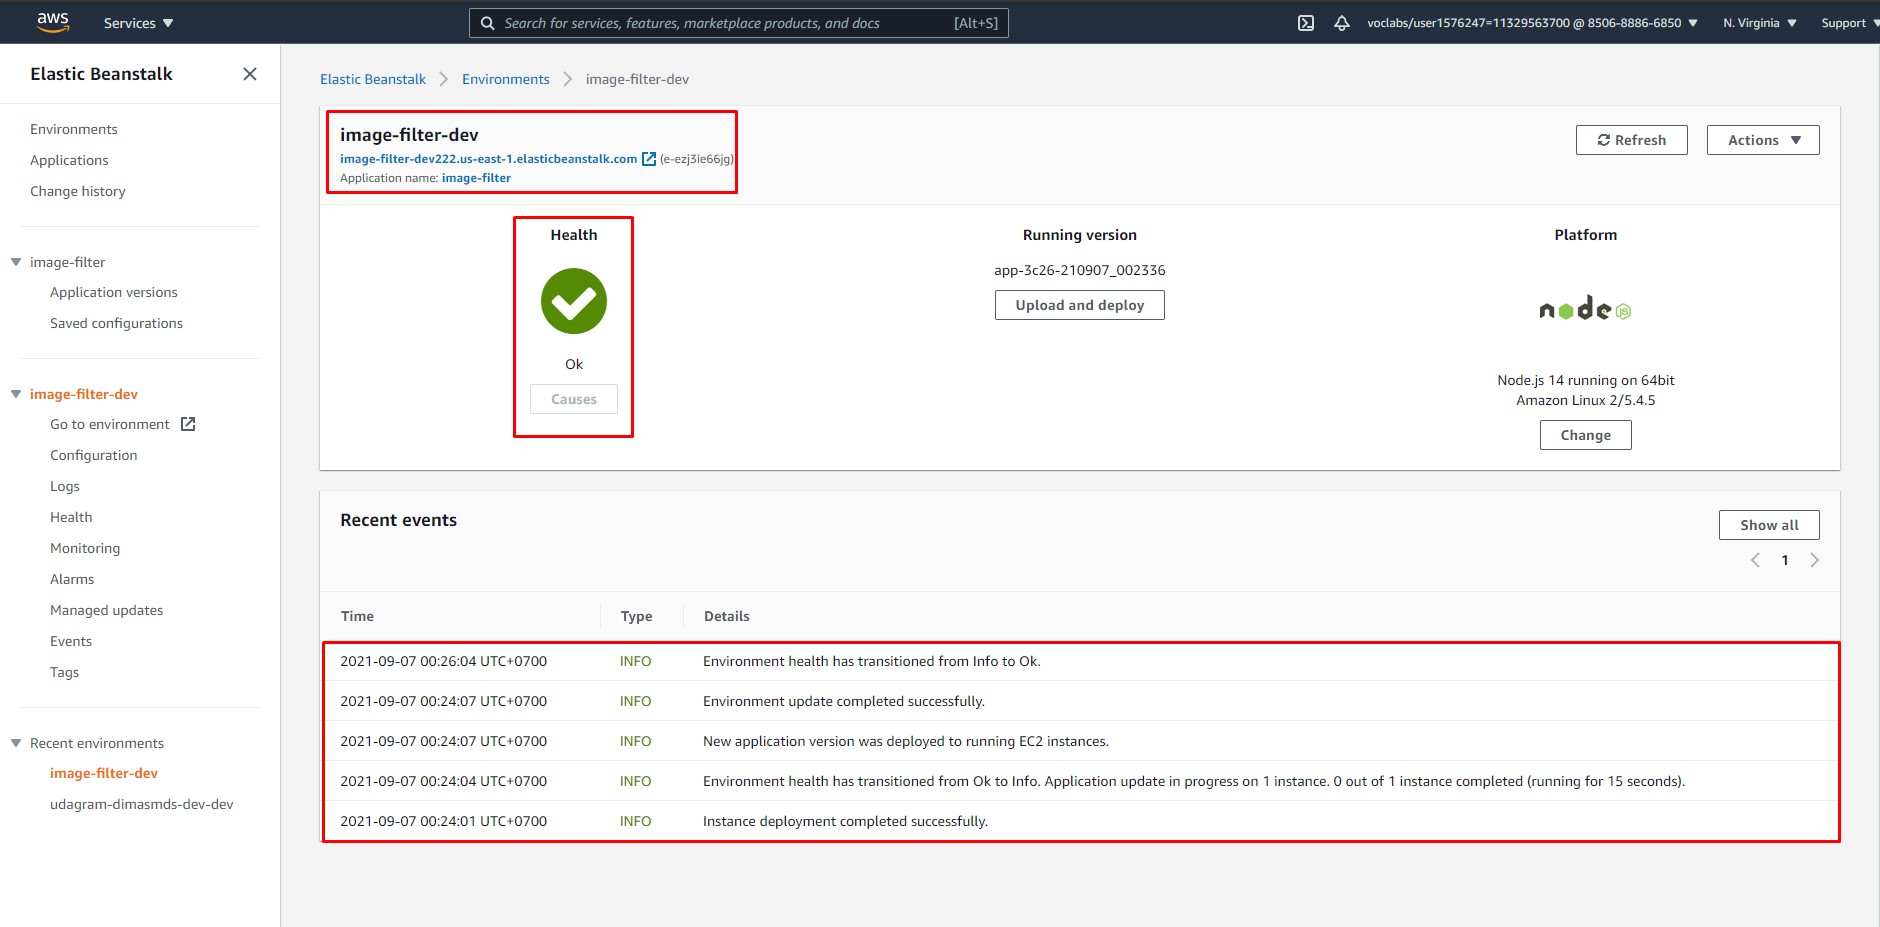 aws
Services
Search for services, features, marketplace products, and docs [Alt+S]
voclabs/user1576247=11329563700 @ 8506-8886-6850
N. Virginia
Support
Elastic Beanstalk
Environments
Applications
Change history
image-filter
Application versions
Saved configurations
image-filter-dev
Go to environment
Configuration
Logs
Health
Monitoring
Alarms
Managed updates
Events
Tags
Recent environments
image-filter-dev
udagram-dimasmds-dev-dev
Elastic Beanstalk > Environments > image-filter-dev
image-filter-dev
image-filter-dev222.us-east-1.elasticbeanstalk.com (e-ezj3ie66jg)
Application name: image-filter
Refresh
Actions
Health
Ok
Causes
Running version
app-3c26-210907_002336
Upload and deploy
Platform
node JS
Node.js 14 running on 64bit
Amazon Linux 2/5.4.5
Change
Recent events
Show all
1
Time Type Details
2021-09-07 00:26:04 UTC+0700 INFO Environment health has transitioned from Info to Ok.
2021-09-07 00:24:07 UTC+0700 INFO Environment update completed successfully.
2021-09-07 00:24:07 UTC+0700 INFO New application version was deployed to running EC2 instances.
2021-09-07 00:24:04 UTC+0700 INFO Environment health has transitioned from Ok to Info. Application update in progress on 1 instance. 0 out of 1 instance completed (running for 15 seconds).
2021-09-07 00:24:01 UTC+0700 INFO Instance deployment completed successfully.